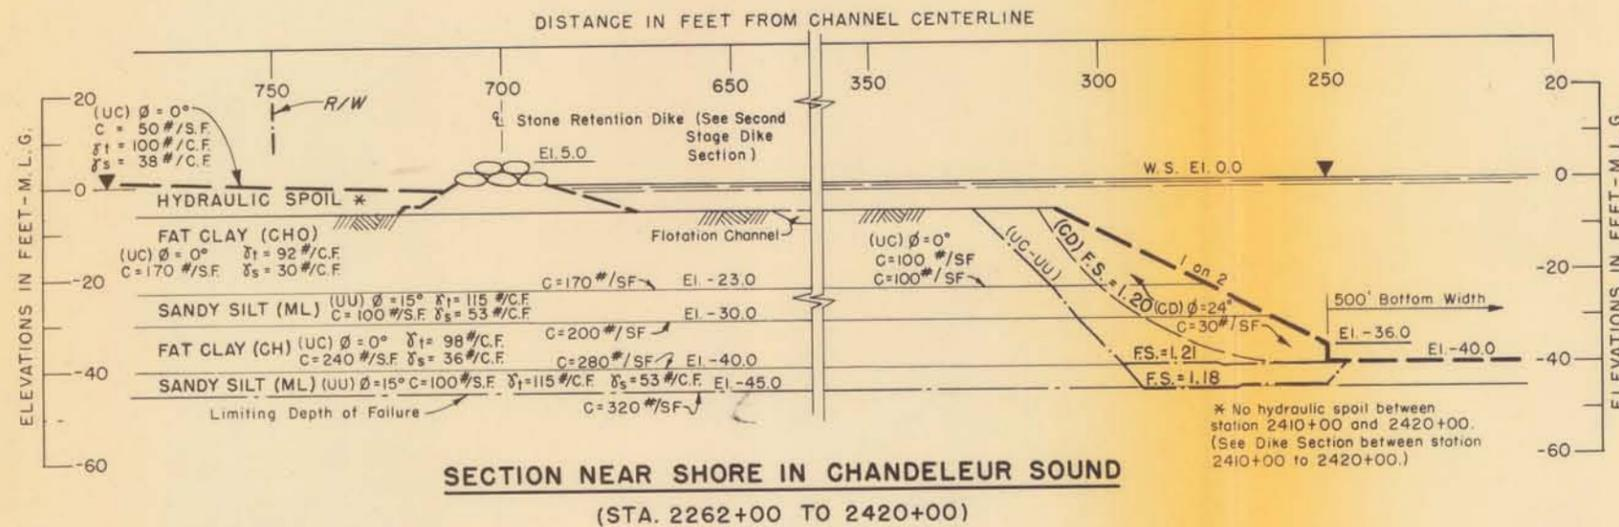 DISTANCE IN FEET FROM CHANNEL CENTERLINE
750
700
650
350
300
250
20
20
R/W
(UC) Ø = 0°
C = 50 #/S.F.
γt = 100 #/C.F.
γs = 38 #/C.F.
℄ Stone Retention Dike (See Second
Stage Dike
Section)
El. 5.0
W. S. El. 0.0
0
0
HYDRAULIC SPOIL *
FAT CLAY (CHO)
(UC) Ø = 0° γt = 92 #/C.F.
C=170 #/S.F. γs = 30 #/C.F.
Flotation Channel
(UC) Ø = 0°
C=100 #/SF
C=100 #/SF
(UC-UU)
(CD) F.S. = 1.20
1 on 2
-20
-20
C=170 #/SF El. -23.0
SANDY SILT (ML) (UU) Ø = 15° γt = 115 #/C.F.
C = 100 #/S.F. γs = 53 #/C.F.
El. -30.0
C=200 #/SF
(CD) Ø = 24°
C=30 #/SF
500' Bottom Width
FAT CLAY (CH) (UC) Ø = 0° γt = 98 #/C.F.
C=240 #/S.F. γs = 36 #/C.F.
C=280 #/SF El. -40.0
F.S. = 1.21
El. -36.0
El. -40.0
-40
-40
SANDY SILT (ML) (UU) Ø = 15° C=100 #/S.F. γt = 115 #/C.F. γs = 53 #/C.F. El. -45.0
F.S. = 1.18
Limiting Depth of Failure
C=320 #/SF
* No hydraulic spoil between
station 2410+00 and 2420+00.
(See Dike Section between station
2410+00 to 2420+00.)
-60
-60
ELEVATIONS IN FEET-M.L.G.
ELEVATIONS IN FEET-M.L.G.
SECTION NEAR SHORE IN CHANDELEUR SOUND
(STA. 2262+00 TO 2420+00)